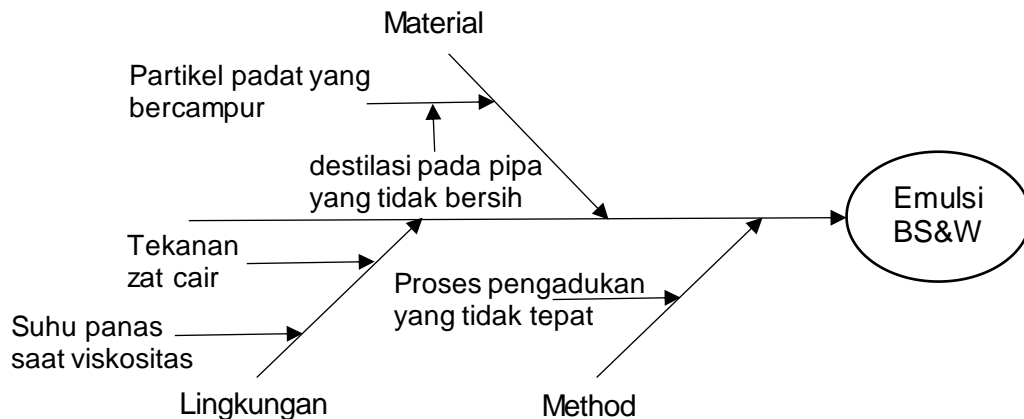 Material
Partikel padat yang
bercampur
destilasi pada pipa
yang tidak bersih
Emulsi
BS&W
Tekanan
zat cair
Proses pengadukan
yang tidak tepat
Suhu panas
saat viskositas
Lingkungan
Method